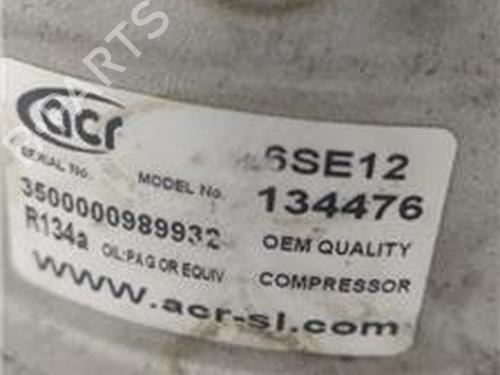 PARTS
acr
6SE12
SERIAL No.
MODEL No. 134476
3500000989932
OEM QUALITY
R134a OIL:PAG OR EQUIV COMPRESSOR
www.acr-sl.com